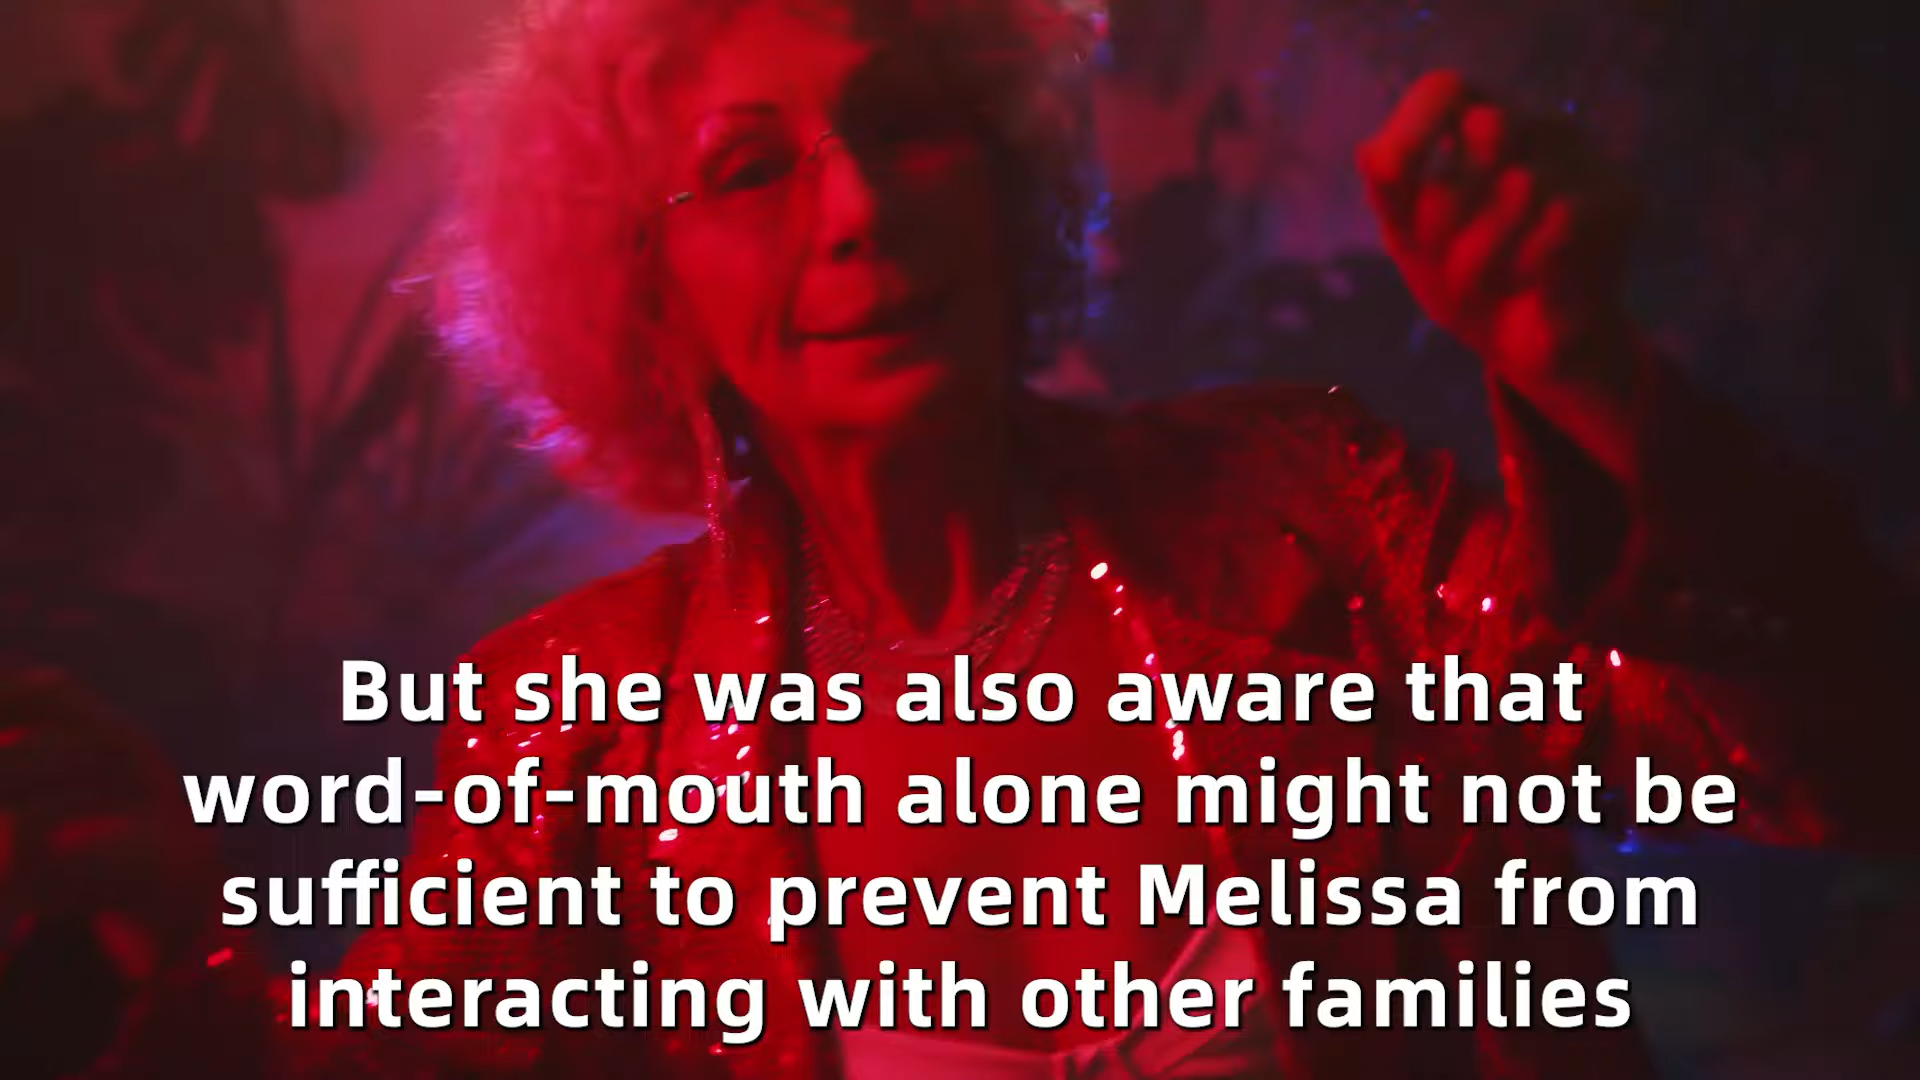 But she was also aware that
word-of-mouth alone might not be
sufficient to prevent Melissa from
interacting with other families